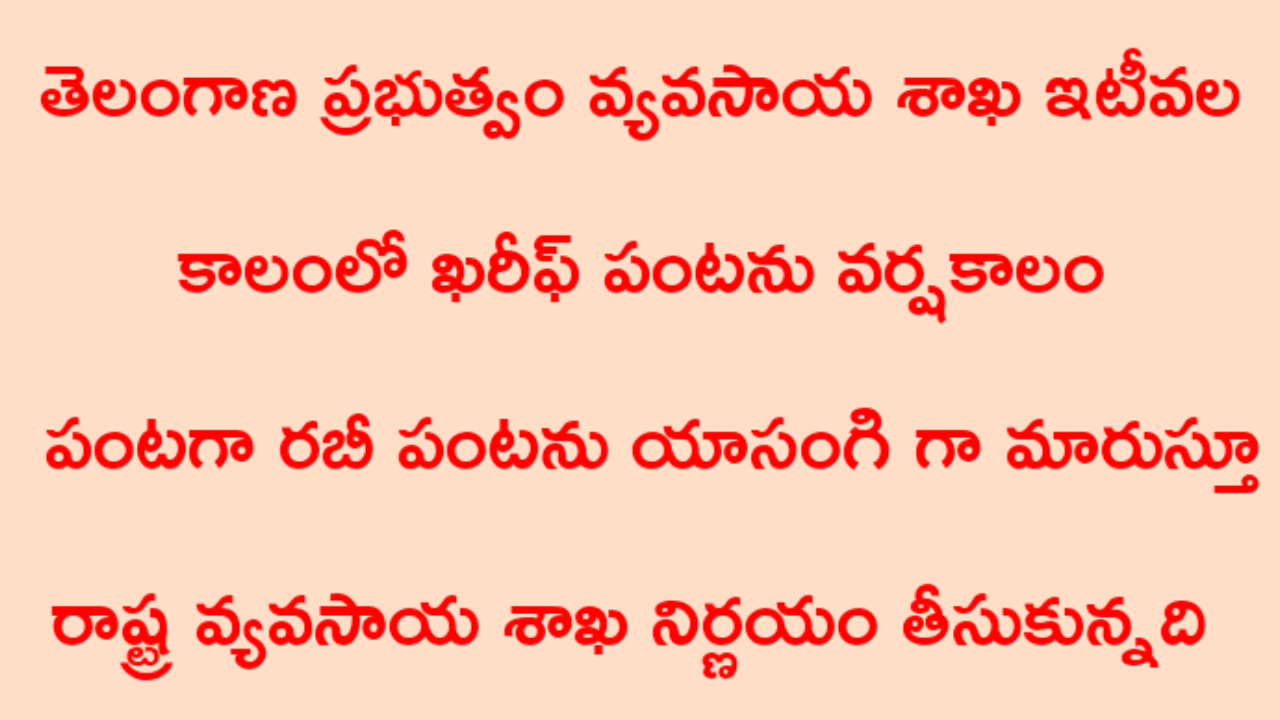 తెలంగాణ ప్రభుత్వం వ్యవసాయ శాఖ ఇటీవల
కాలంలో ఖరీఫ్ పంటను వర్షకాలం
పంటగా రబీ పంటను యాసంగి గా మారుస్తూ
రాష్ట్ర వ్యవసాయ శాఖ నిర్ణయం తీసుకున్నది